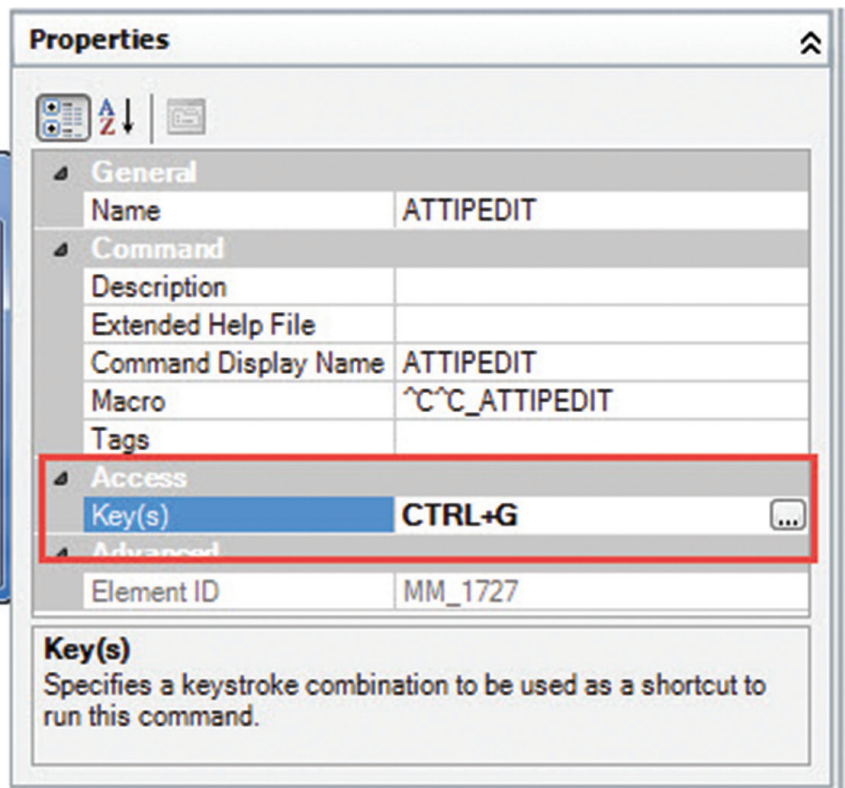 Properties
A
Z
General
Name ATTIPEDIT
Command
Description
Extended Help File
Command Display Name ATTIPEDIT
Macro ^C^C_ATTIPEDIT
Tags
Access
Key(s) CTRL+G ...
Advanced
Element ID MM_1727
Key(s)
Specifies a keystroke combination to be used as a shortcut to
run this command.